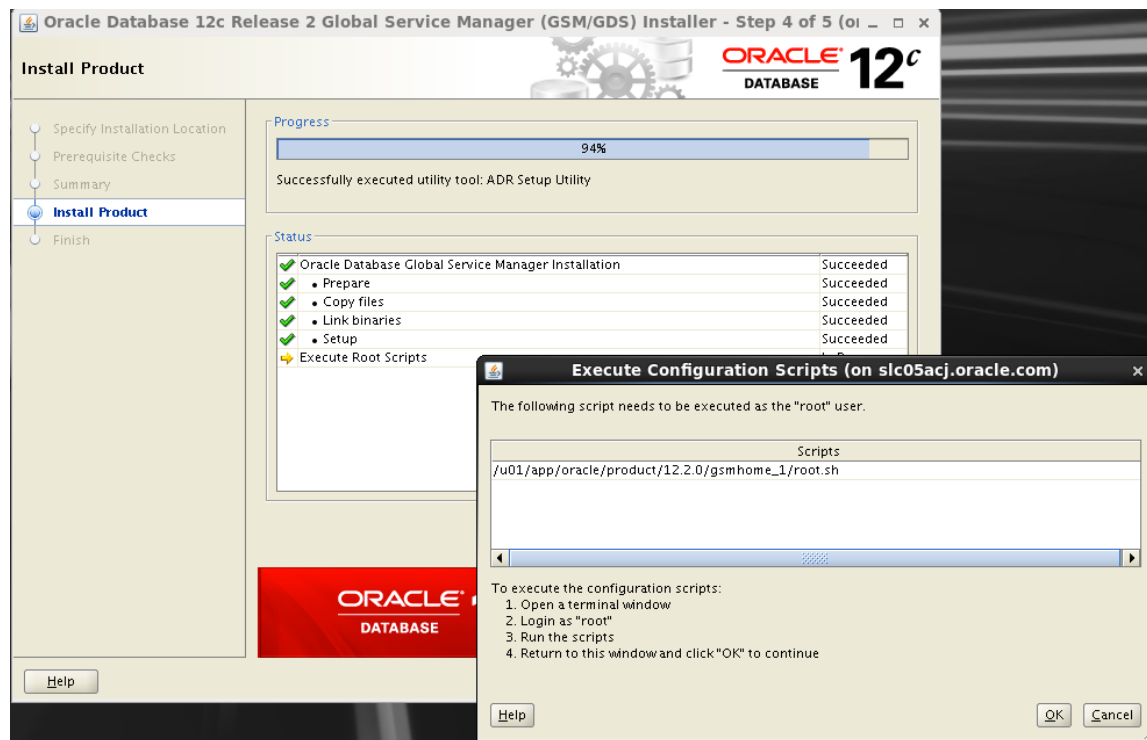 Oracle Database 12c Release 2 Global Service Manager (GSM/GDS) Installer - Step 4 of 5 (
Install Product
ORACLE
DATABASE
12c
Specify Installation Location
Prerequisite Checks
Summary
Install Product
Finish
Progress
94%
Successfully executed utility tool: ADR Setup Utility
Status
Oracle Database Global Service Manager Installation Succeeded
• Prepare Succeeded
• Copy files Succeeded
• Link binaries Succeeded
• Setup Succeeded
Execute Root Scripts
ORACLE
DATABASE
Help
Execute Configuration Scripts (on slc05acj.oracle.com)
The following script needs to be executed as the "root" user.
Scripts
/u01/app/oracle/product/12.2.0/gsmhome_1/root.sh
To execute the configuration scripts:
1. Open a terminal window
2. Login as "root"
3. Run the scripts
4. Return to this window and click "OK" to continue
Help
OK
Cancel